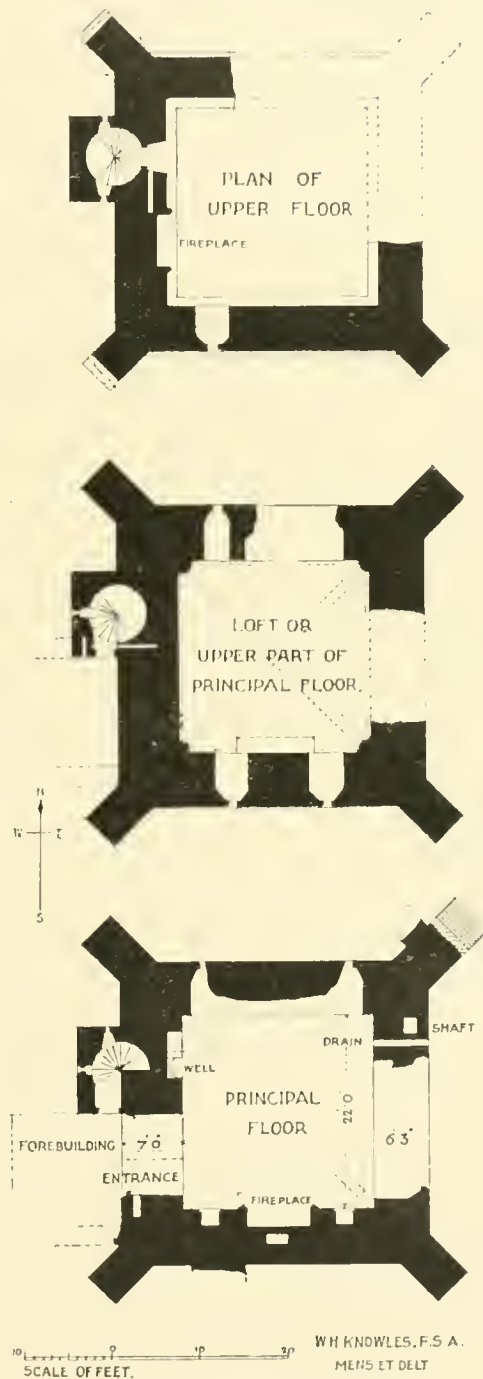 PLAN OF
UPPER FLOOR
FIREPLACE
LOFT OR
UPPER PART OF
PRINCIPAL FLOOR.
N
W E
S
SHAFT
DRAIN
WELL
PRINCIPAL
FLOOR
22'0
6'3"
FOREBUILDING
7'0"
ENTRANCE
FIREPLACE
10 0 10 20
SCALE OF FEET.
W H KNOWLES. F.S A.
MENS ET DELT